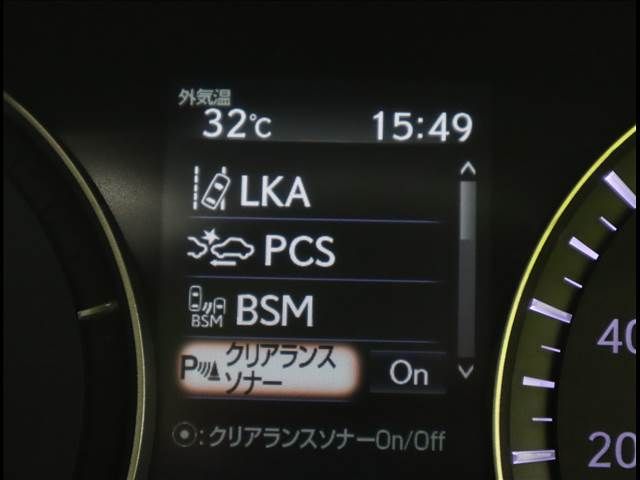 外気温
32℃ 15:49
LKA
PCS
BSM BSM
P クリアランス
ソナー On
:クリアランスソナーOn/Off
40
20